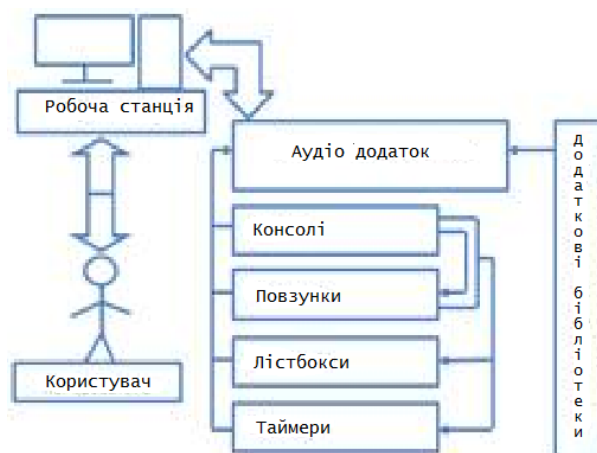 Робоча станція
Аудіо додаток
Консолі
Повзунки
Лістбокси
Таймери
Користувач
додаткові бібліотеки